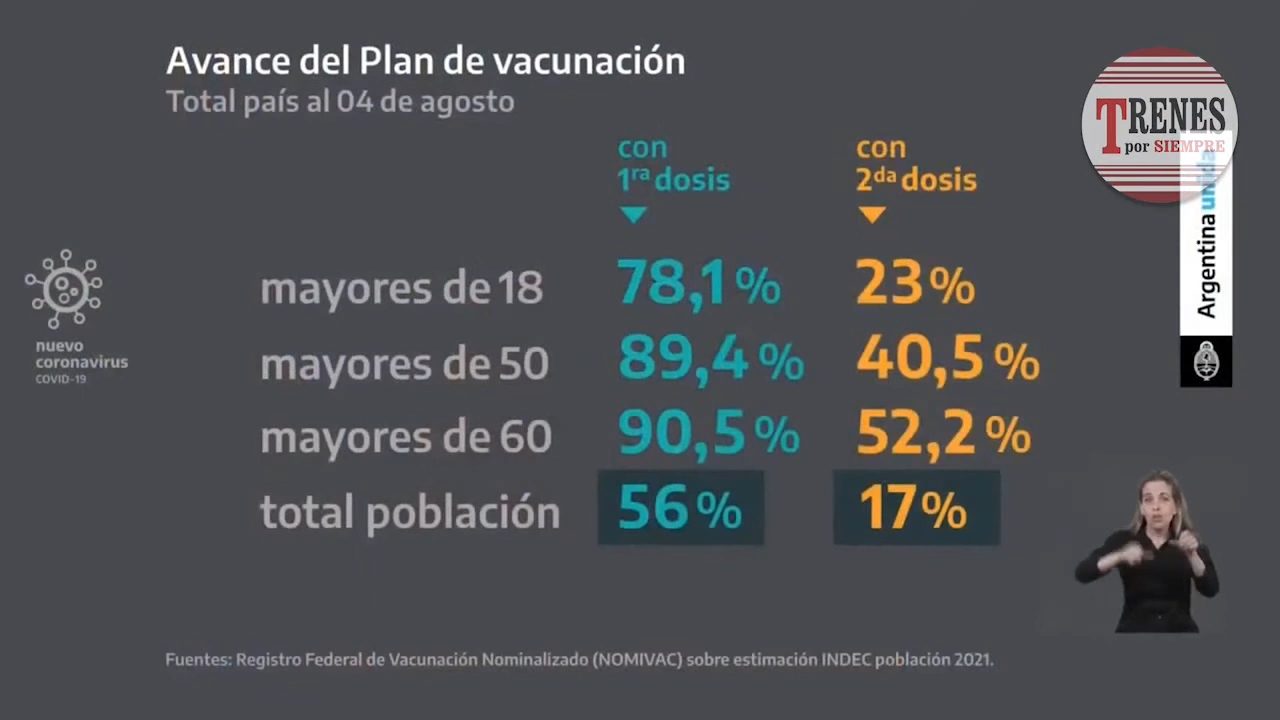 Avance del Plan de vacunación
Total país al 04 de agosto
TRENES
por SIEMPRE
con
1ra dosis
con
2da dosis
mayores de 18 78,1 % 23 %
mayores de 50 89,4 % 40,5 %
mayores de 60 90,5 % 52,2 %
total población 56 % 17 %
nuevo
coronavirus
COVID-19
Argentina unida
Fuentes: Registro Federal de Vacunación Nominalizado (NOMIVAC) sobre estimación INDEC población 2021.